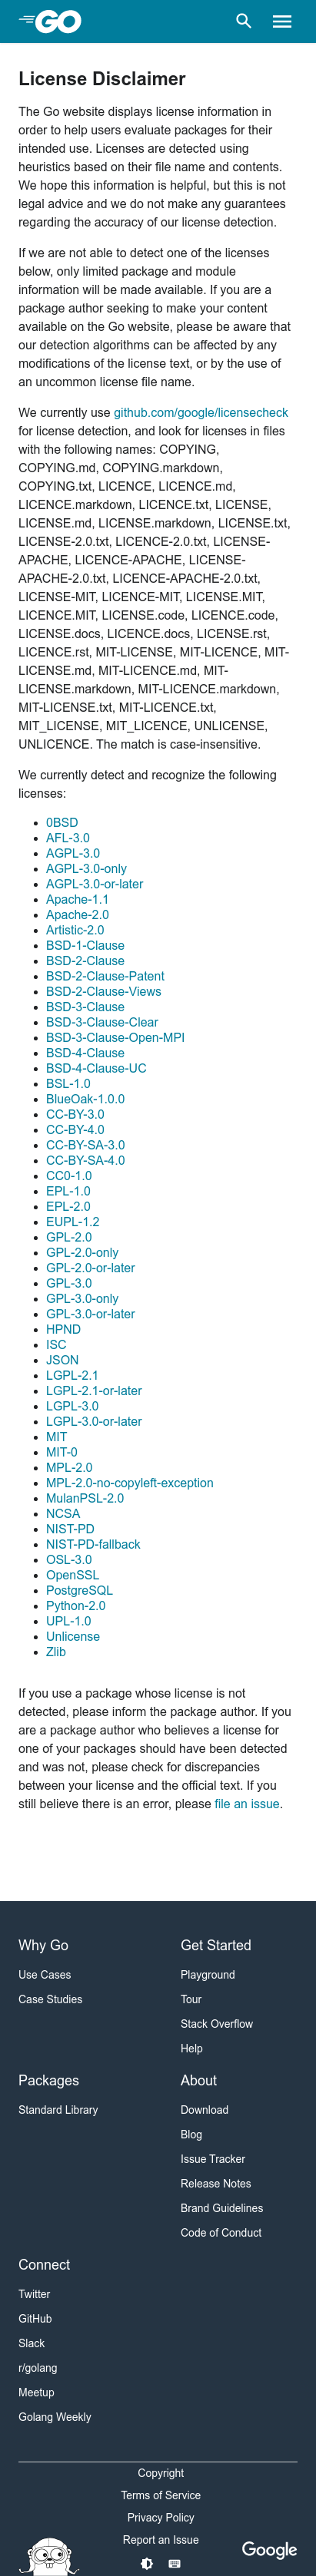 GO
License Disclaimer
The Go website displays license information in
order to help users evaluate packages for their
intended use. Licenses are detected using
heuristics based on their file name and contents.
We hope this information is helpful, but this is not
legal advice and we do not make any guarantees
regarding the accuracy of our license detection.
If we are not able to detect one of the licenses
below, only limited package and module
information will be made available. If you are a
package author seeking to make your content
available on the Go website, please be aware that
our detection algorithms can be affected by any
modifications of the license text, or by the use of
an uncommon license file name.
We currently use github.com/google/licensecheck
for license detection, and look for licenses in files
with the following names: COPYING,
COPYING.md, COPYING.markdown,
COPYING.txt, LICENCE, LICENCE.md,
LICENCE.markdown, LICENCE.txt, LICENSE,
LICENSE.md, LICENSE.markdown, LICENSE.txt,
LICENSE-2.0.txt, LICENCE-2.0.txt, LICENSE-
APACHE, LICENCE-APACHE, LICENSE-
APACHE-2.0.txt, LICENCE-APACHE-2.0.txt,
LICENSE-MIT, LICENCE-MIT, LICENSE.MIT,
LICENCE.MIT, LICENSE.code, LICENCE.code,
LICENSE.docs, LICENCE.docs, LICENSE.rst,
LICENCE.rst, MIT-LICENSE, MIT-LICENCE, MIT-
LICENSE.md, MIT-LICENCE.md, MIT-
LICENSE.markdown, MIT-LICENCE.markdown,
MIT-LICENSE.txt, MIT-LICENCE.txt,
MIT_LICENSE, MIT_LICENCE, UNLICENSE,
UNLICENCE. The match is case-insensitive.
We currently detect and recognize the following
licenses:
0BSD
AFL-3.0
AGPL-3.0
AGPL-3.0-only
AGPL-3.0-or-later
Apache-1.1
Apache-2.0
Artistic-2.0
BSD-1-Clause
BSD-2-Clause
BSD-2-Clause-Patent
BSD-2-Clause-Views
BSD-3-Clause
BSD-3-Clause-Clear
BSD-3-Clause-Open-MPI
BSD-4-Clause
BSD-4-Clause-UC
BSL-1.0
BlueOak-1.0.0
CC-BY-3.0
CC-BY-4.0
CC-BY-SA-3.0
CC-BY-SA-4.0
CC0-1.0
EPL-1.0
EPL-2.0
EUPL-1.2
GPL-2.0
GPL-2.0-only
GPL-2.0-or-later
GPL-3.0
GPL-3.0-only
GPL-3.0-or-later
HPND
ISC
JSON
LGPL-2.1
LGPL-2.1-or-later
LGPL-3.0
LGPL-3.0-or-later
MIT
MIT-0
MPL-2.0
MPL-2.0-no-copyleft-exception
MulanPSL-2.0
NCSA
NIST-PD
NIST-PD-fallback
OSL-3.0
OpenSSL
PostgreSQL
Python-2.0
UPL-1.0
Unlicense
Zlib
If you use a package whose license is not
detected, please inform the package author. If you
are a package author who believes a license for
one of your packages should have been detected
and was not, please check for discrepancies
between your license and the official text. If you
still believe there is an error, please file an issue.
Why Go
Use Cases
Case Studies
Get Started
Playground
Tour
Stack Overflow
Help
Packages
Standard Library
About
Download
Blog
Issue Tracker
Release Notes
Brand Guidelines
Code of Conduct
Connect
Twitter
GitHub
Slack
r/golang
Meetup
Golang Weekly
Copyright
Terms of Service
Privacy Policy
Report an Issue
Google